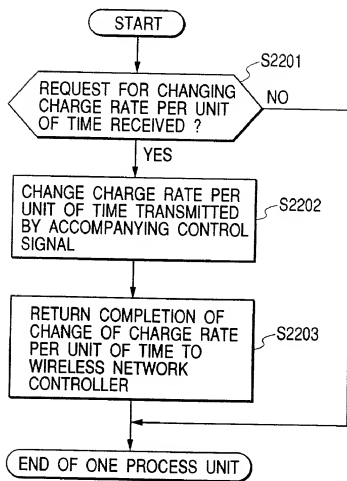 START
S2201
REQUEST FOR CHANGING
CHARGE RATE PER UNIT
OF TIME RECEIVED ?
NO
YES
CHANGE CHARGE RATE PER
UNIT OF TIME TRANSMITTED
BY ACCOMPANYING CONTROL
SIGNAL
S2202
RETURN COMPLETION OF
CHANGE OF CHARGE RATE
PER UNIT OF TIME TO
WIRELESS NETWORK
CONTROLLER
S2203
END OF ONE PROCESS UNIT